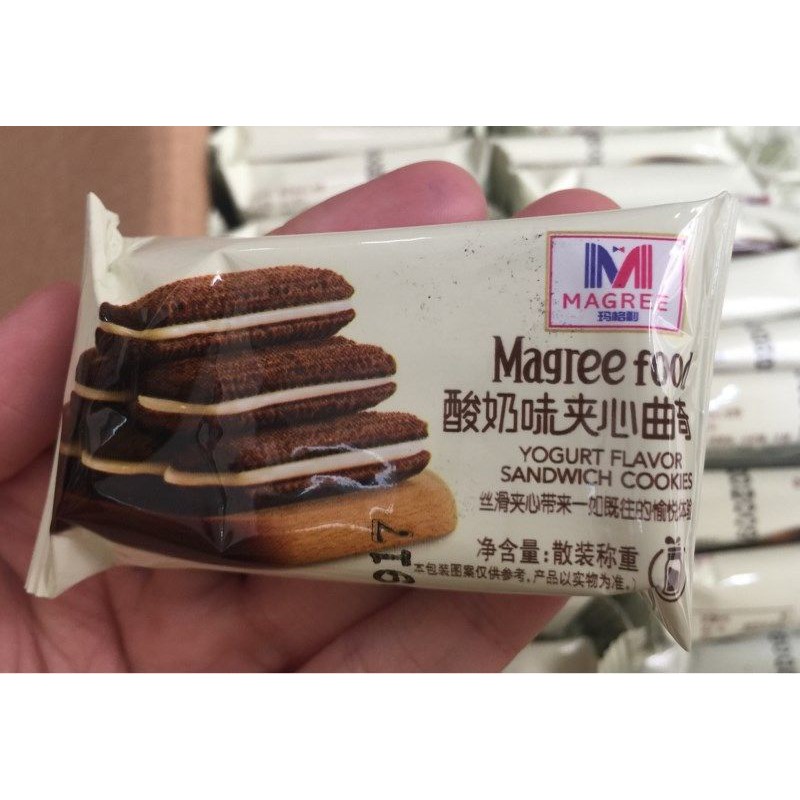 MAGREE
玛格利
Magree food
酸奶味夹心曲奇
YOGURT FLAVOR
SANDWICH COOKIES
丝滑夹心带来一如既往的愉悦体验
净含量:散装称重
本包装图案仅供参考,产品以实物为准。)
917